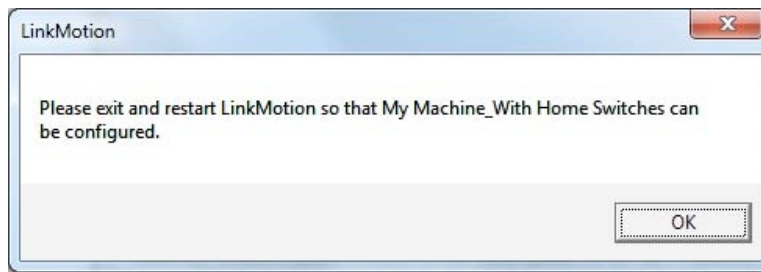 LinkMotion
Please exit and restart LinkMotion so that My Machine_With Home Switches can
be configured.
OK